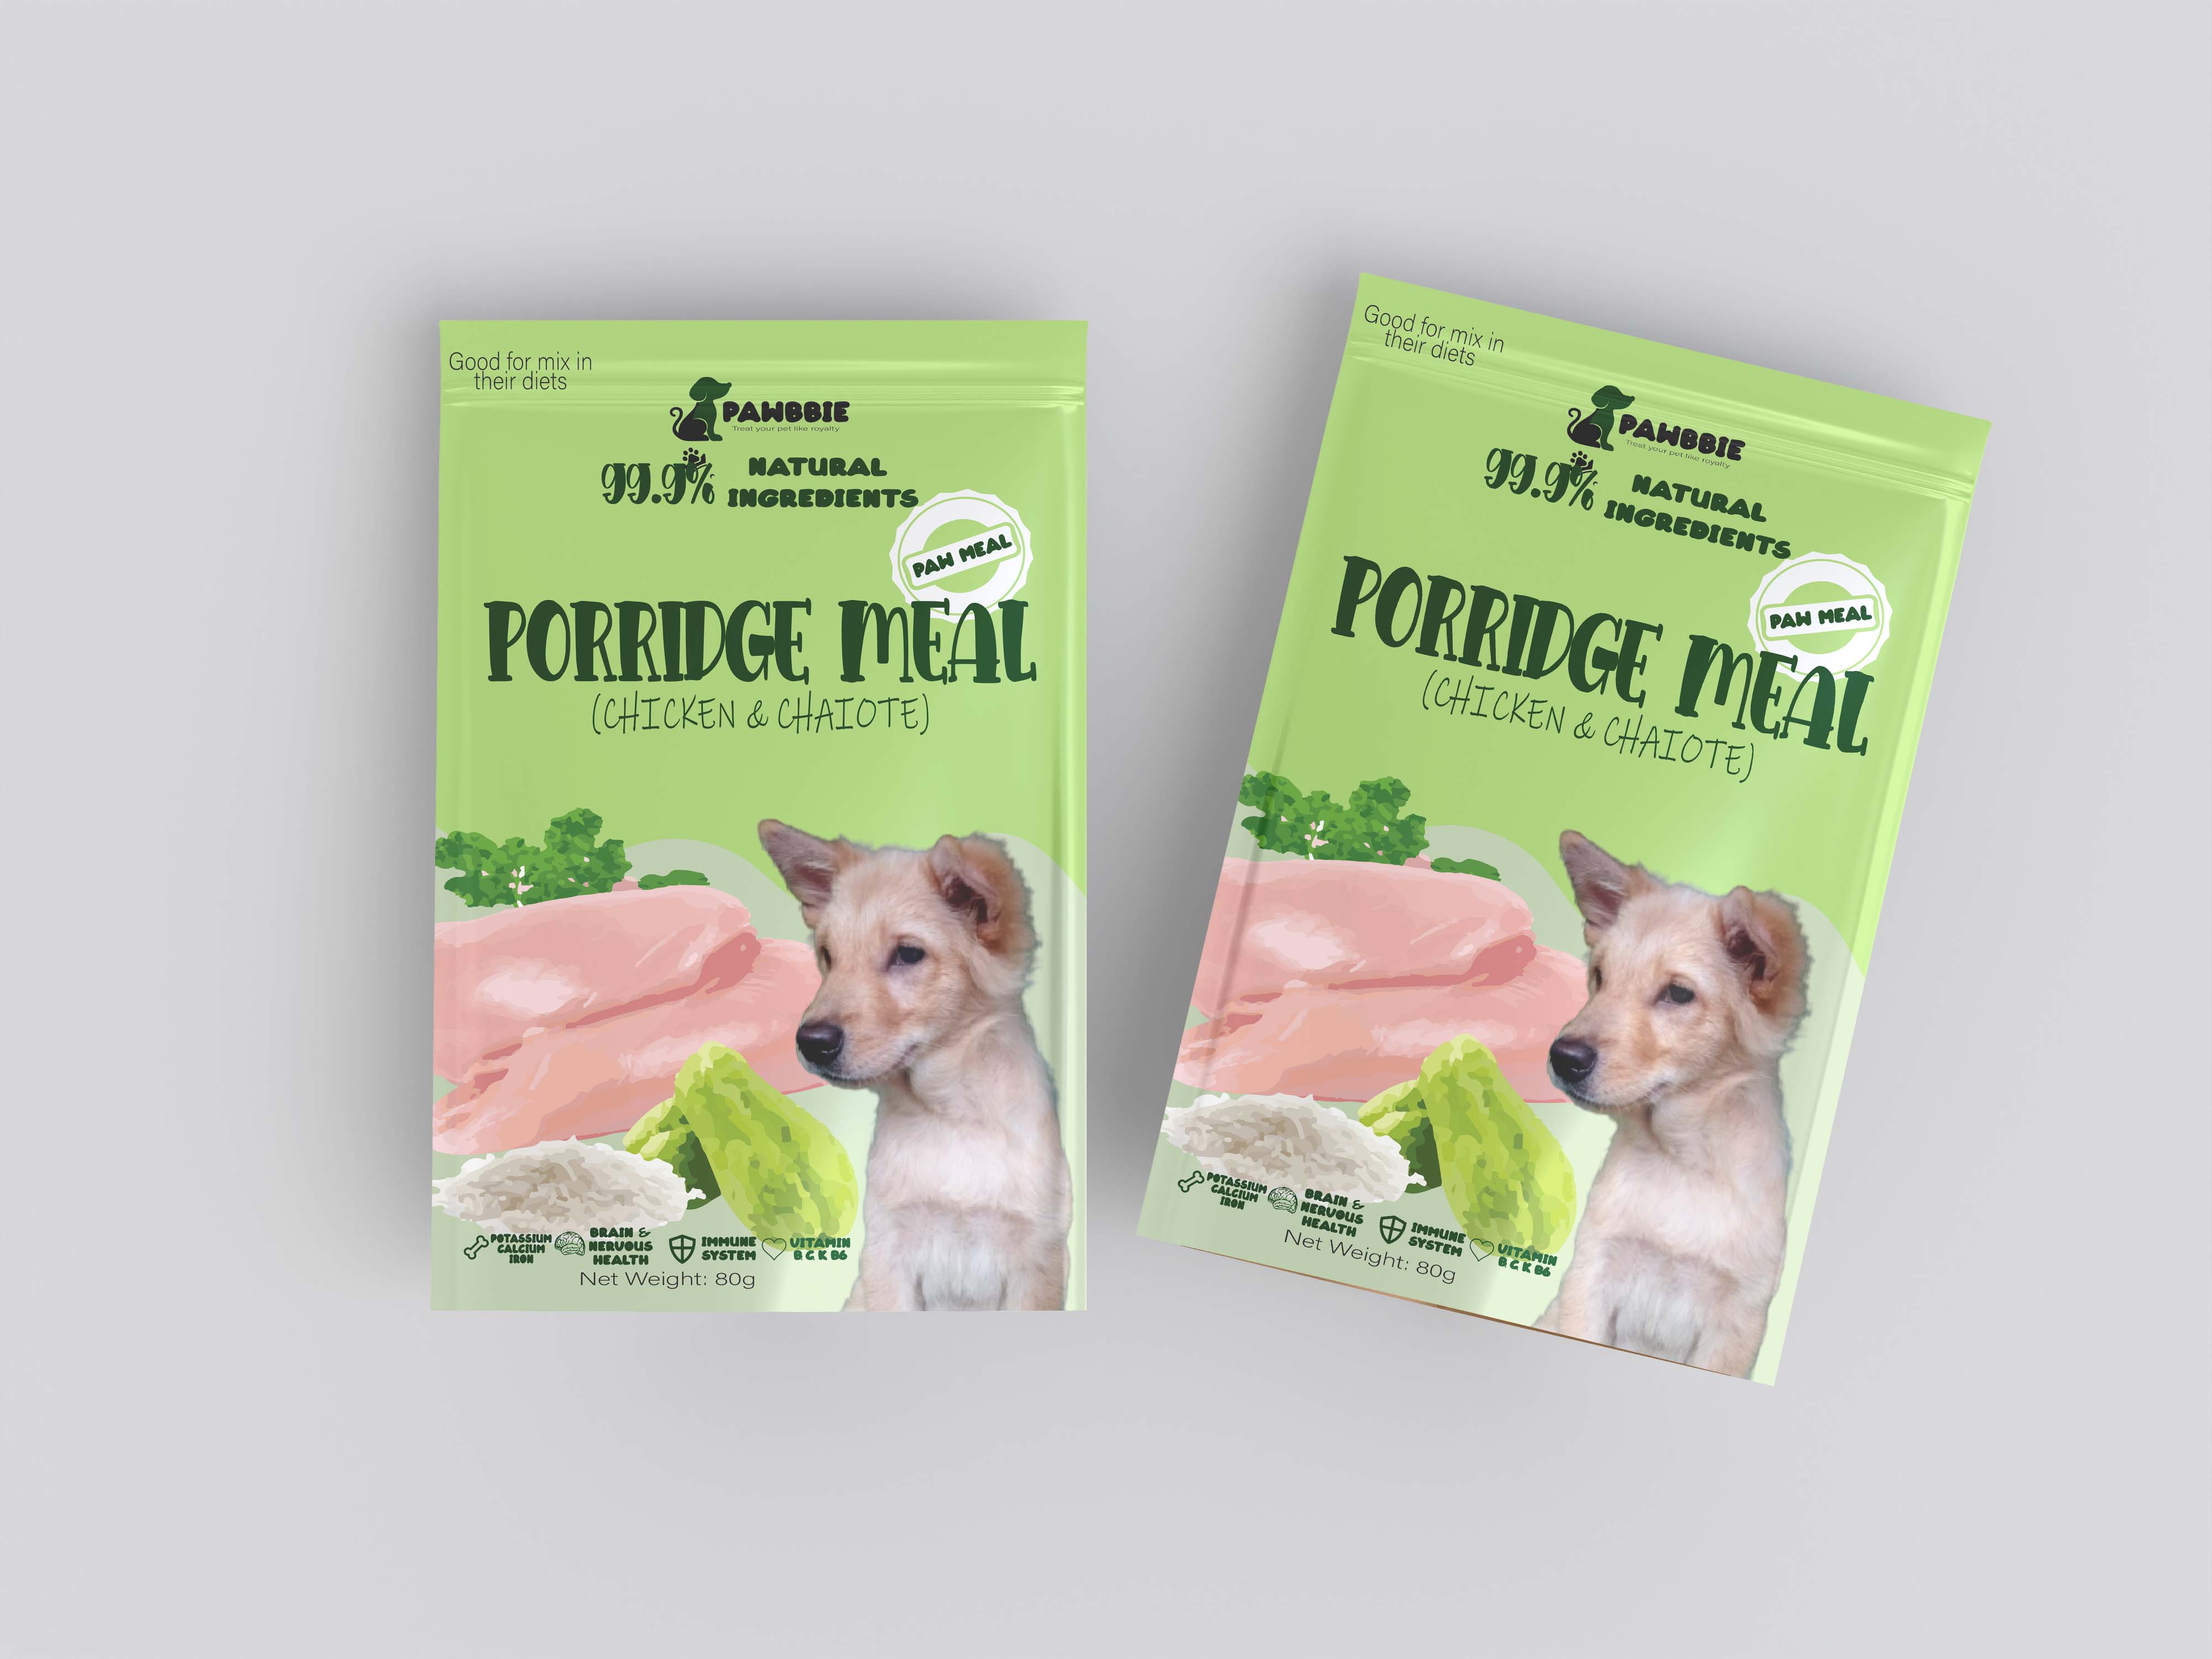 Good for mix in
their diets
PAWBBIE
Treat your pet like royalty
99.9% NATURAL
INGREDIENTS
PAW MEAL
PORRIDGE MEAL
(CHICKEN & CHAIOTE)
POTASSIUM
CALCIUM
IRON
BRAIN &
NERVOUS
HEALTH
IMMUNE
SYSTEM
VITAMIN
B C K B6
Net Weight: 80g
Good for mix in
their diets
PAWBBIE
Treat your pet like royalty
99.9% NATURAL
INGREDIENTS
PAW MEAL
PORRIDGE MEAL
(CHICKEN & CHAIOTE)
POTASSIUM
CALCIUM
IRON
BRAIN &
NERVOUS
HEALTH
IMMUNE
SYSTEM
VITAMIN
B C K B6
Net Weight: 80g